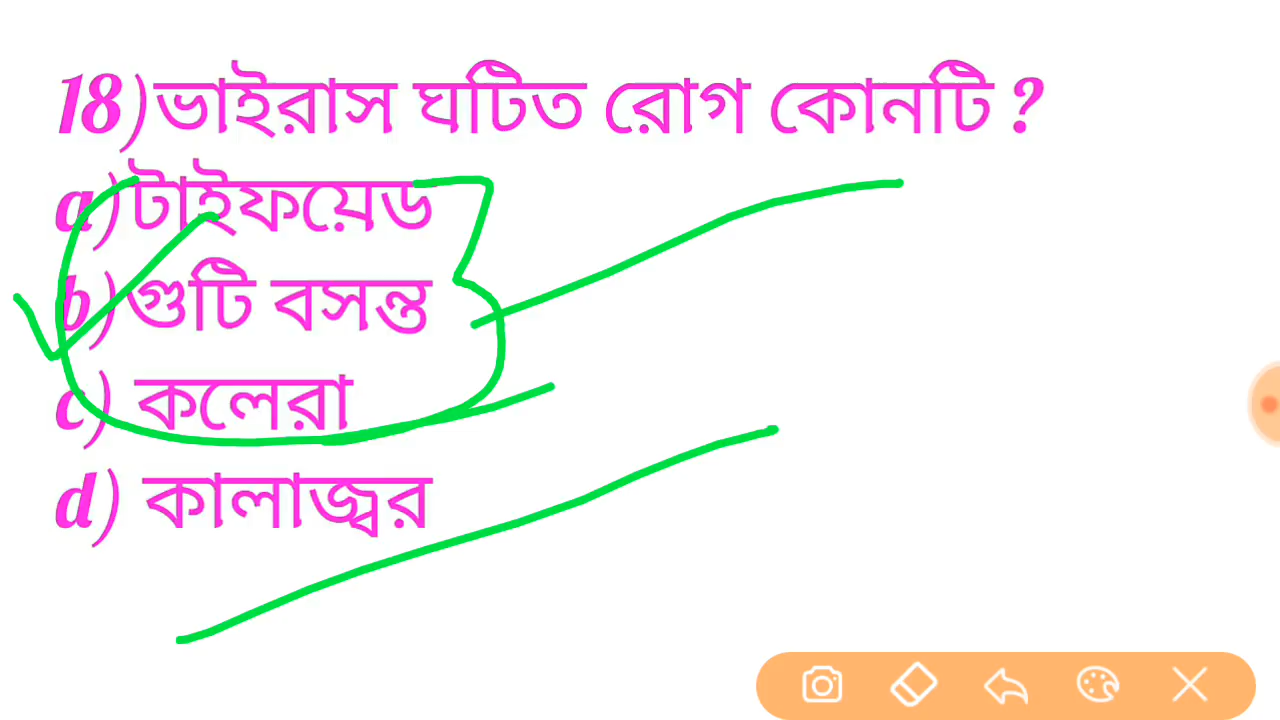 18)ভাইরাস ঘটিত রোগ কোনটি ?
a)টাইফয়েড
b)গুটি বসন্ত
c) কলেরা
d) কালাজ্বর